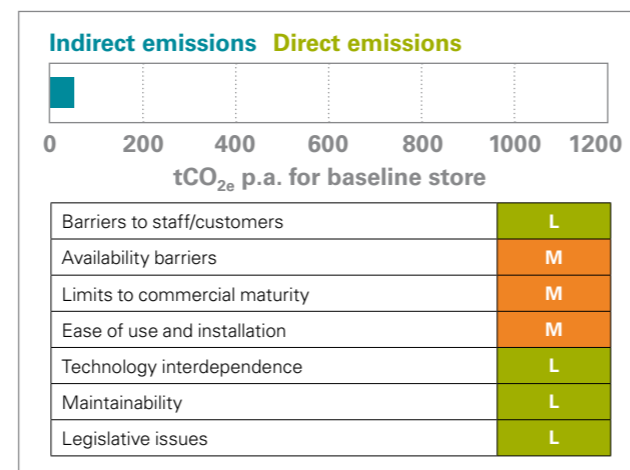 Indirect emissions Direct emissions
0 200 400 600 800 1000 1200
tCO2e p.a. for baseline store
Barriers to staff/customers L
Availability barriers M
Limits to commercial maturity M
Ease of use and installation M
Technology interdependence L
Maintainability L
Legislative issues L